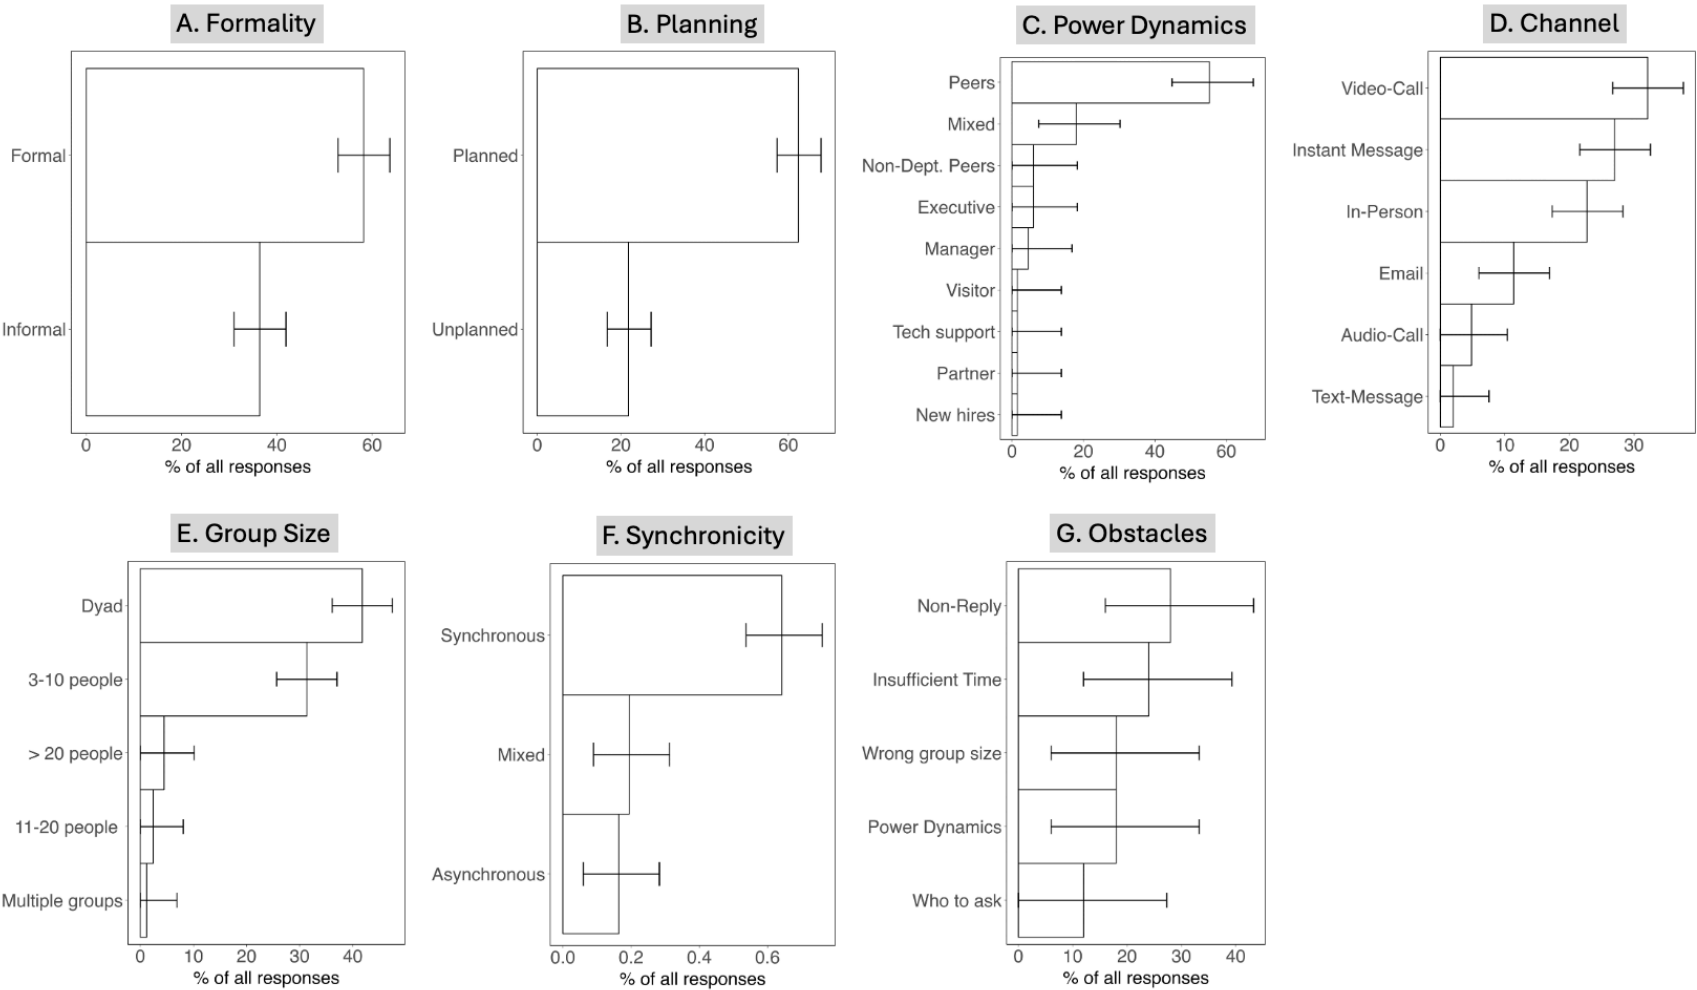 A. Formality
Formal
Informal
0 20 40 60
% of all responses
B. Planning
Planned
Unplanned
0 20 40 60
% of all responses
C. Power Dynamics
Peers
Mixed
Non-Dept. Peers
Executive
Manager
Visitor
Tech support
Partner
New hires
0 20 40 60
% of all responses
D. Channel
Video-Call
Instant Message
In-Person
Email
Audio-Call
Text-Message
0 10 20 30
% of all responses
E. Group Size
Dyad
3-10 people
> 20 people
11-20 people
Multiple groups
0 10 20 30 40
% of all responses
F. Synchronicity
Synchronous
Mixed
Asynchronous
0.0 0.2 0.4 0.6
% of all responses
G. Obstacles
Non-Reply
Insufficient Time
Wrong group size
Power Dynamics
Who to ask
0 10 20 30 40
% of all responses